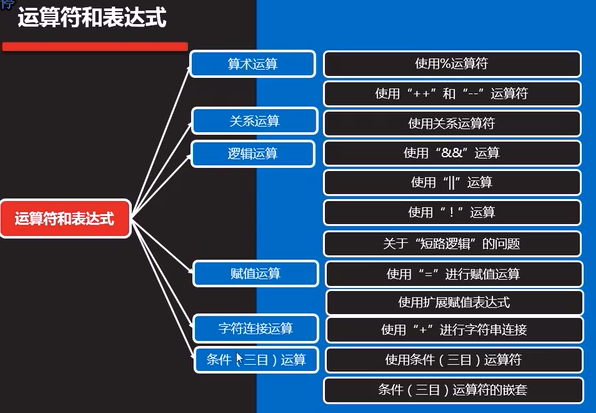 停
运算符和表达式
算术运算
使用%运算符
使用“++”和“--”运算符
关系运算
使用关系运算符
逻辑运算
使用“&&”运算
使用“||”运算
使用“！”运算
关于“短路逻辑”的问题
运算符和表达式
赋值运算
使用“=”进行赋值运算
使用扩展赋值表达式
字符连接运算
使用“+”进行字符串连接
条件（三目）运算
使用条件（三目）运算符
条件（三目）运算符的嵌套